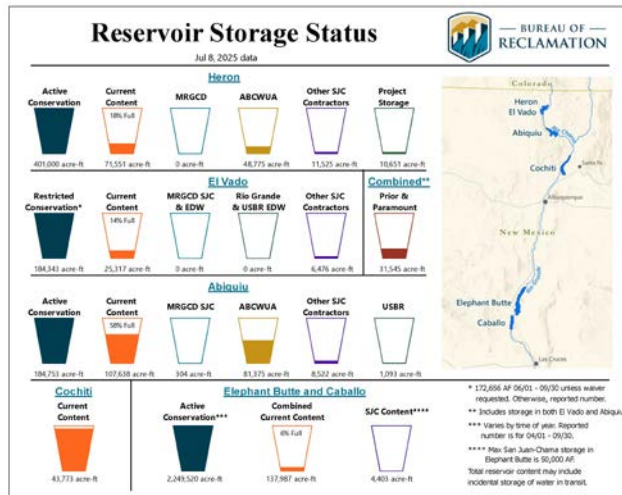 Reservoir Storage Status
Jul 8, 2025 data
BUREAU OF
RECLAMATION
Heron
Active Conservation
Current Content
MRGCD
ABCWUA
Other SJC Contractors
Project Storage
18% Full
401,000 acre-ft
71,551 acre-ft
0 acre-ft
48,775 acre-ft
11,525 acre-ft
10,651 acre-ft
El Vado
Combined**
Restricted Conservation*
Current Content
MRGCD SJC & EDW
Rio Grande & USBR EDW
Other SJC Contractors
Prior & Paramount
14% Full
184,343 acre-ft
25,317 acre-ft
0 acre-ft
0 acre-ft
6,476 acre-ft
31,545 acre-ft
Abiquiu
Active Conservation
Current Content
MRGCD SJC
ABCWUA
Other SJC Contractors
USBR
58% Full
184,753 acre-ft
107,638 acre-ft
304 acre-ft
81,375 acre-ft
8,522 acre-ft
1,093 acre-ft
Cochiti
Current Content
43,773 acre-ft
Elephant Butte and Caballo
Active Conservation***
Combined Current Content
SJC Content****
6% Full
2,249,520 acre-ft
137,987 acre-ft
4,403 acre-ft
Colorado
Heron
El Vado
Abiquiu
Cochiti
Santa Fe
Albuquerque
New Mexico
Elephant Butte
Caballo
Las Cruces
* 172,656 AF 06/01 - 09/30 unless waiver
requested. Otherwise, reported number.
** Includes storage in both El Vado and Abiquiu
*** Varies by time of year. Reported
number is for 04/01 - 09/30.
**** Max San Juan-Chama storage in
Elephant Butte is 50,000 AF.
Total reservoir content may include
incidental storage of water in transit.